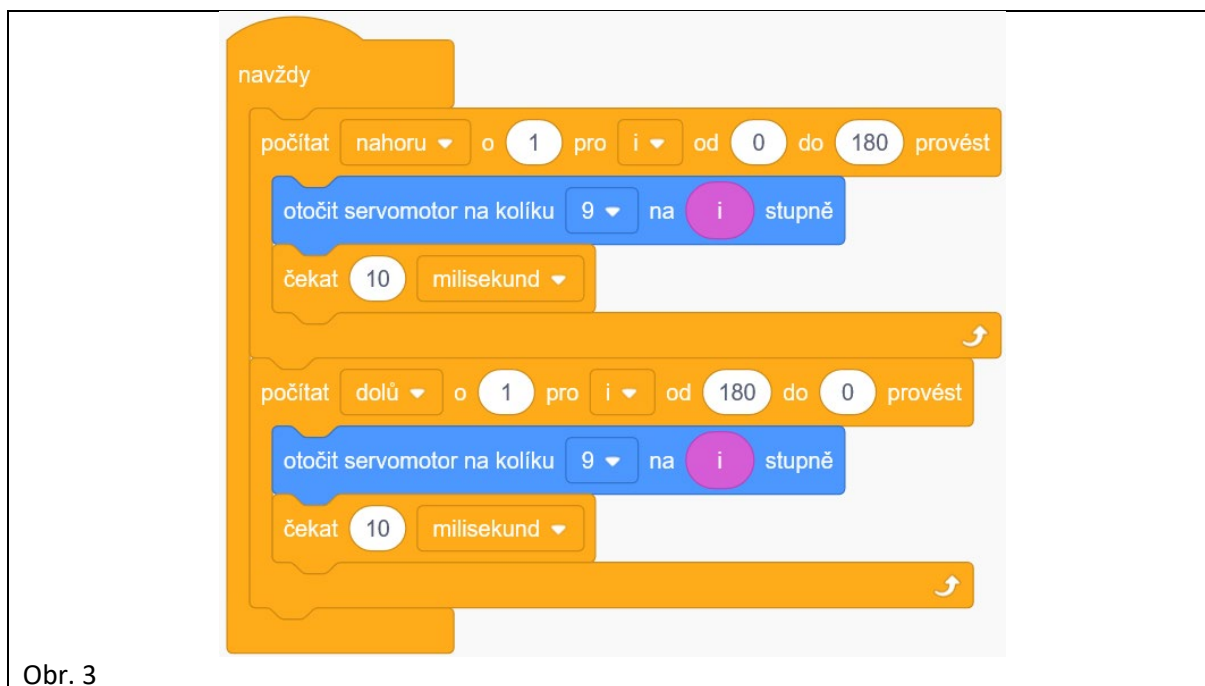 navždy
počítat nahoru o 1 pro i od 0 do 180 provést
otočit servomotor na kolíku 9 na i stupně
čekat 10 milisekund
počítat dolů o 1 pro i od 180 do 0 provést
otočit servomotor na kolíku 9 na i stupně
čekat 10 milisekund
Obr. 3